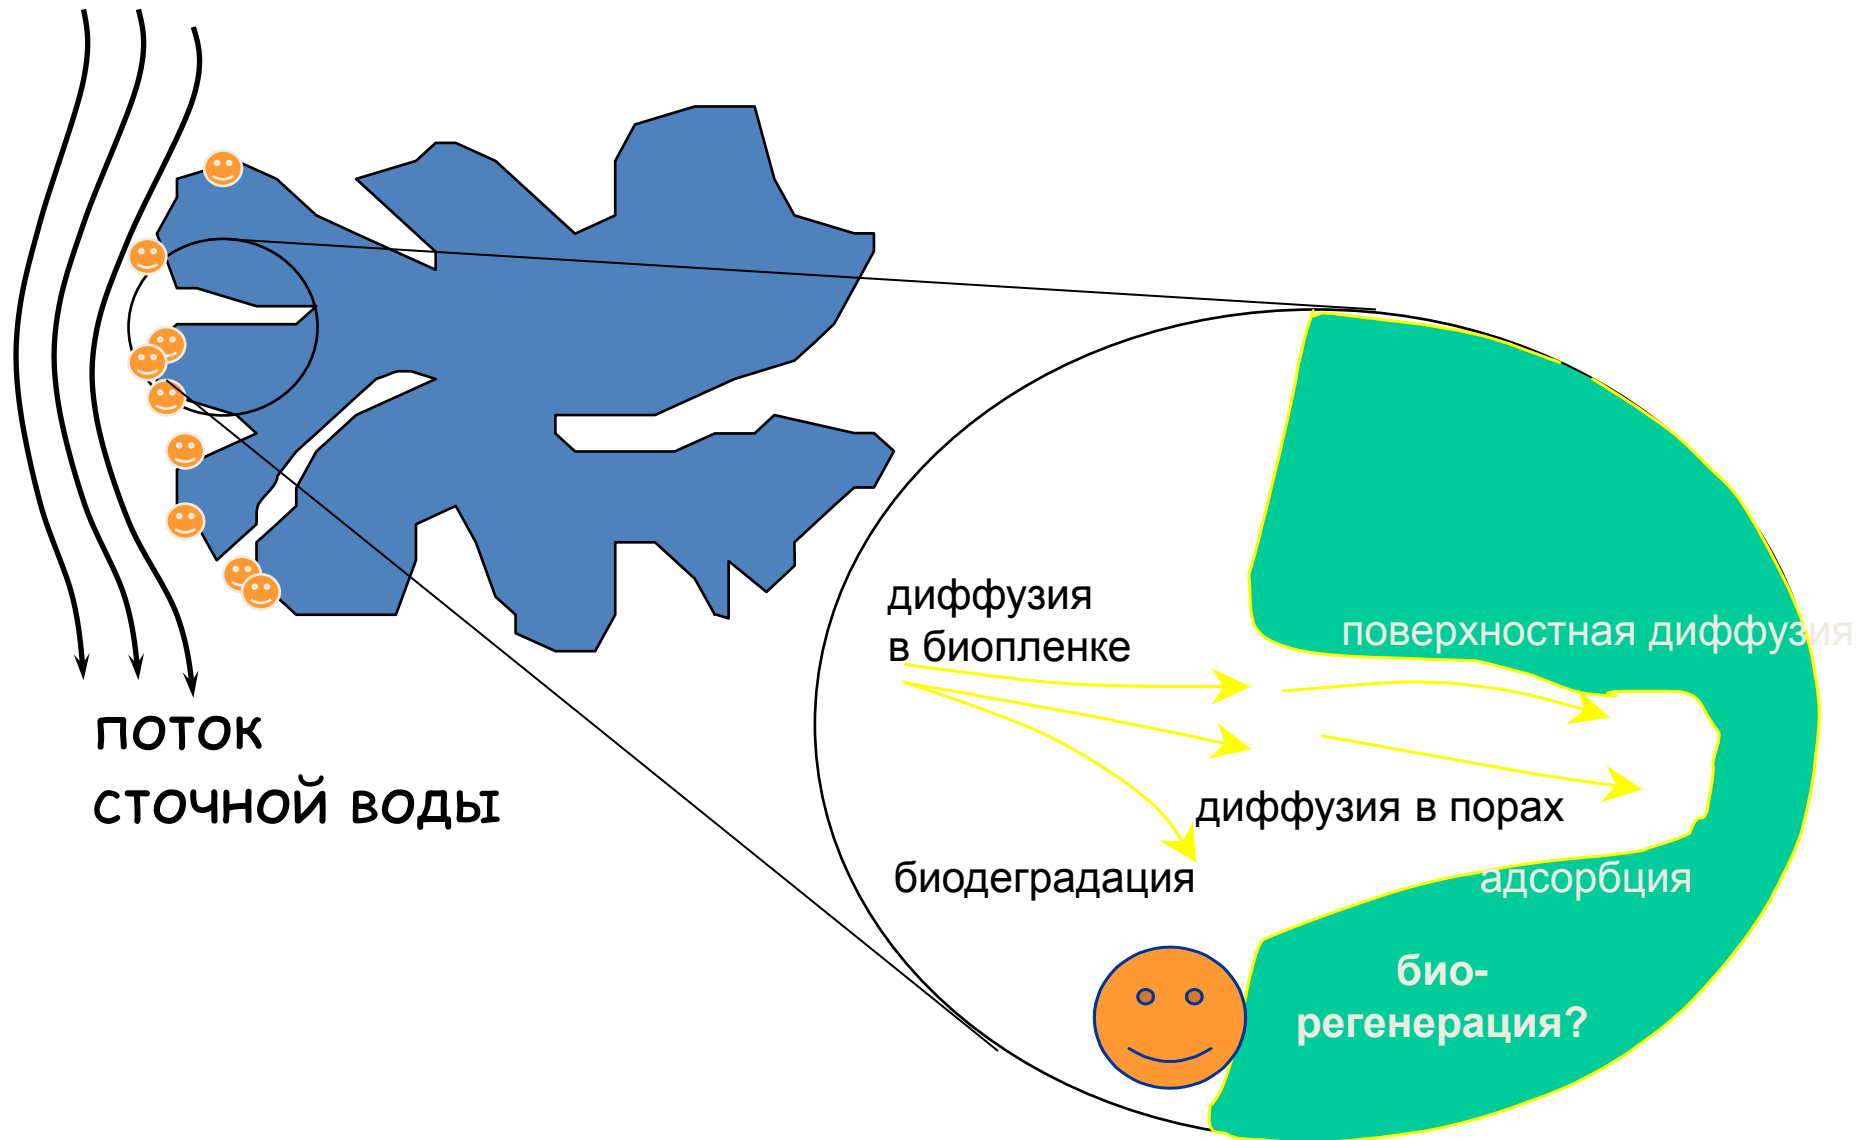 диффузия
в биопленке
поверхностная диффузия
поток
сточной воды
диффузия в порах
биодеградация
адсорбция
био-
регенерация?